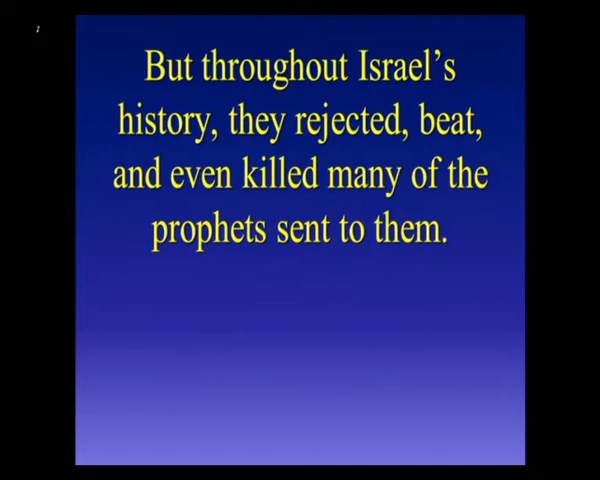 But throughout Israel’s
history, they rejected, beat,
and even killed many of the
prophets sent to them.